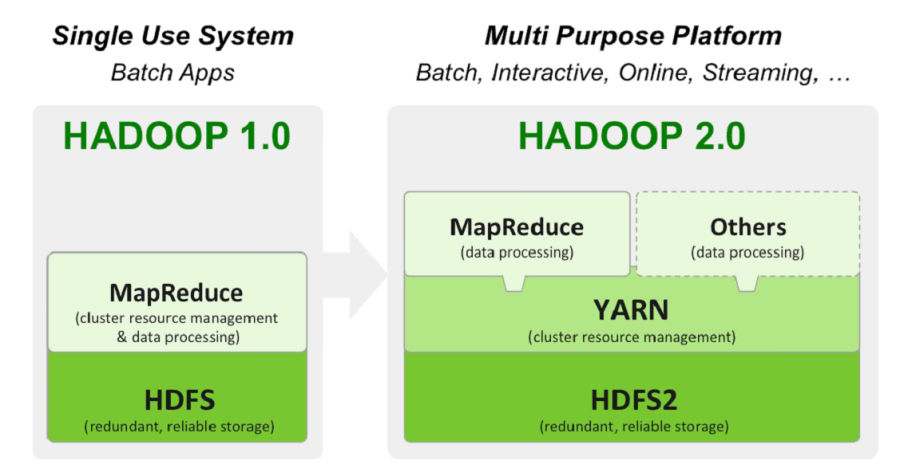 Single Use System
Batch Apps
HADOOP 1.0
MapReduce
(cluster resource management
& data processing)
HDFS
(redundant, reliable storage)
Multi Purpose Platform
Batch, Interactive, Online, Streaming, …
HADOOP 2.0
MapReduce
(data processing)
Others
(data processing)
YARN
(cluster resource management)
HDFS2
(redundant, reliable storage)